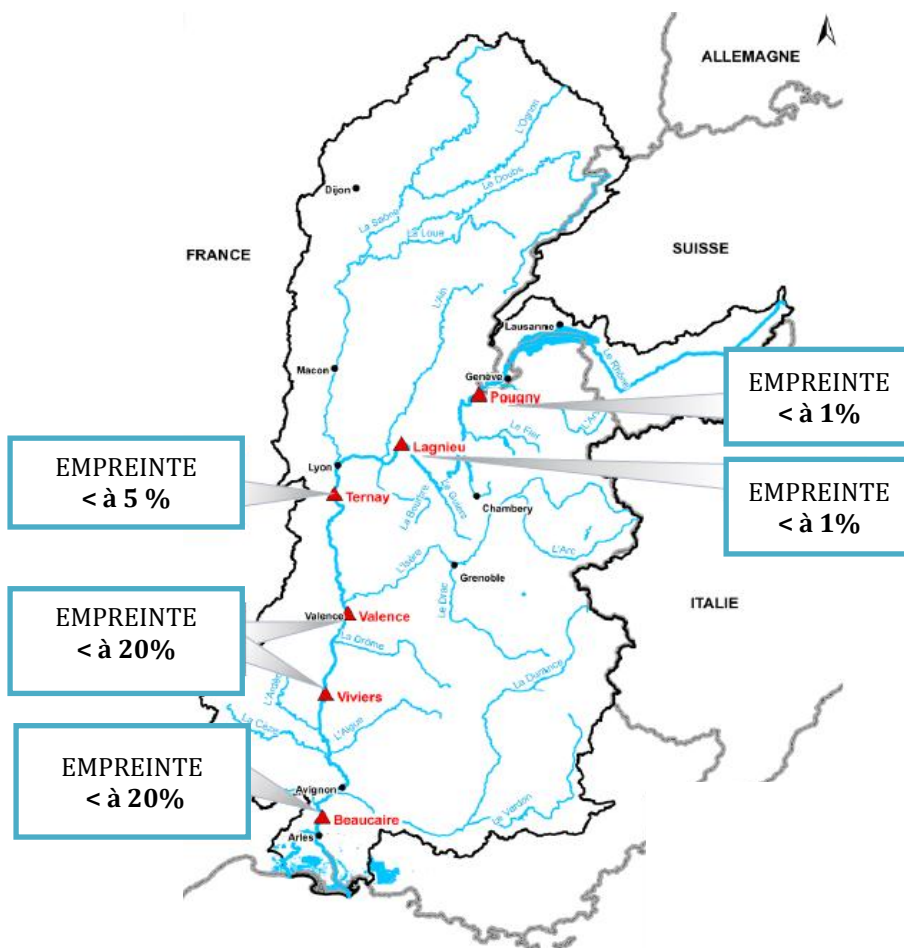 ALLEMAGNE
L'Ognon
Dijon
Le Doubs
La Saône
La Loue
FRANCE
SUISSE
L'Ain
Lausanne
Le Rhône
Macon
Genève
Pougny
EMPREINTE
< à 1%
L'Arve
Le Fier
Lagnieu
EMPREINTE
< à 5 %
Lyon
Ternay
EMPREINTE
< à 1%
La Bourbre
Le Guiers
Chambery
L'Arc
L'Isère
Grenoble
ITALIE
Le Drac
EMPREINTE
< à 20%
Valence
Valence
La Drôme
La Durance
L'Ardèche
Viviers
La Cèze
L'Aigue
EMPREINTE
< à 20%
Avignon
Beaucaire
Le Verdon
Arles